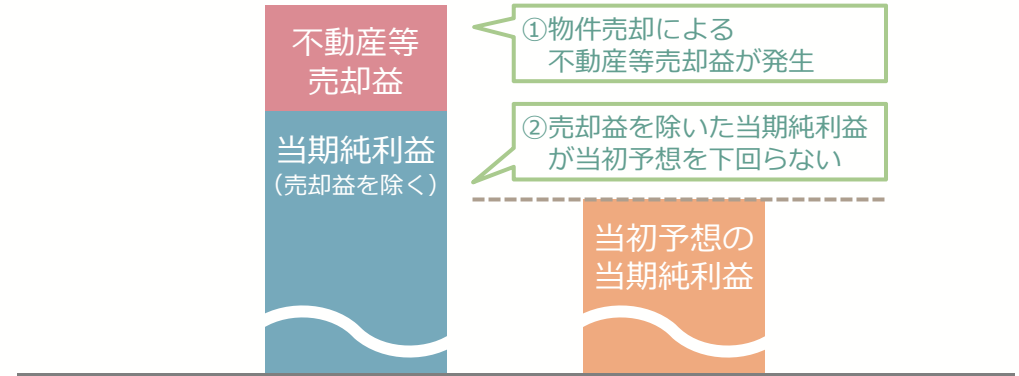 不動産等
売却益
①物件売却による
不動産等売却益が発生
当期純利益
（売却益を除く）
②売却益を除いた当期純利益
が当初予想を下回らない
当初予想の
当期純利益